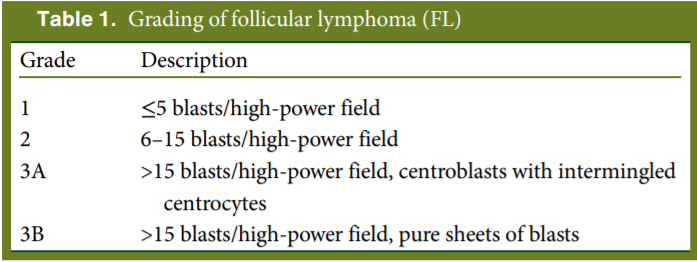 Table 1. Grading of follicular lymphoma (FL)
Grade Description
1 ≤5 blasts/high-power field
2 6–15 blasts/high-power field
3A >15 blasts/high-power field, centroblasts with intermingled
centrocytes
3B >15 blasts/high-power field, pure sheets of blasts